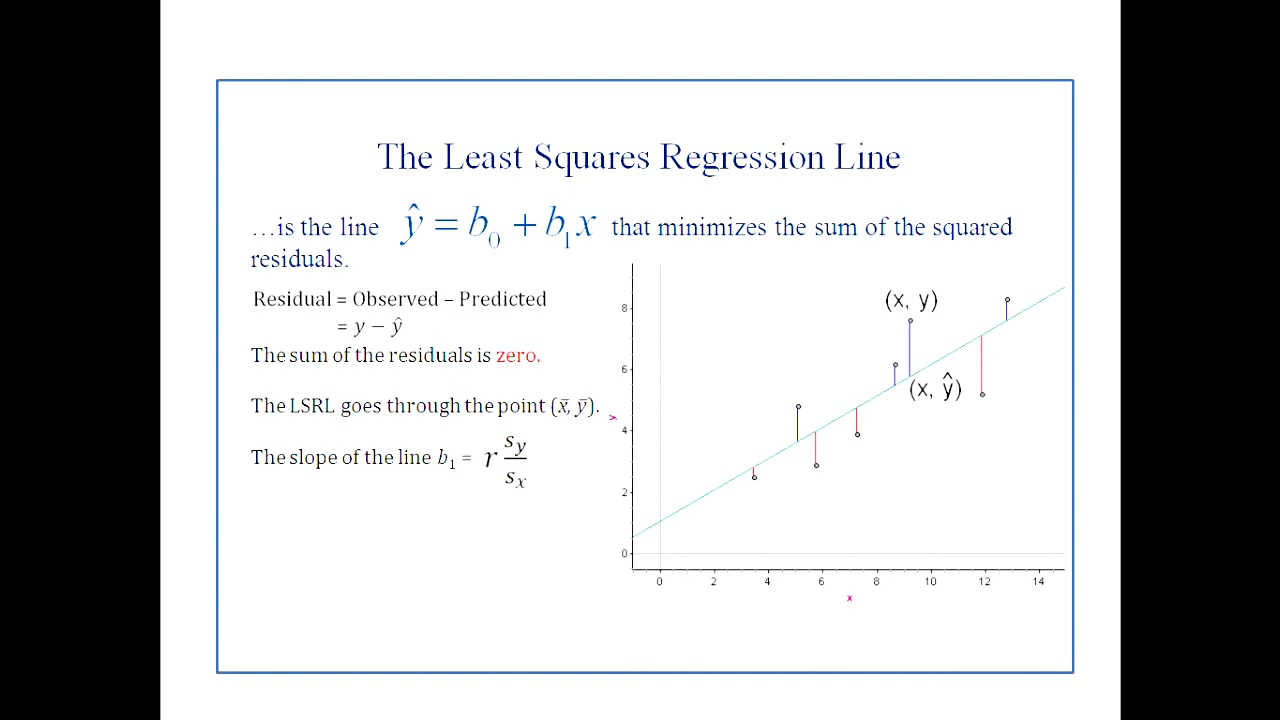 The Least Squares Regression Line
…is the line ŷ = b₀ + b₁x that minimizes the sum of the squared
residuals.
Residual = Observed – Predicted
= y − ŷ
The sum of the residuals is zero.
The LSRL goes through the point (x̄, ȳ).
The slope of the line b₁ = r s_y/s_x
(x, y)
(x, ŷ)
8
6
4
2
0
y
0 2 4 6 8 10 12 14
x